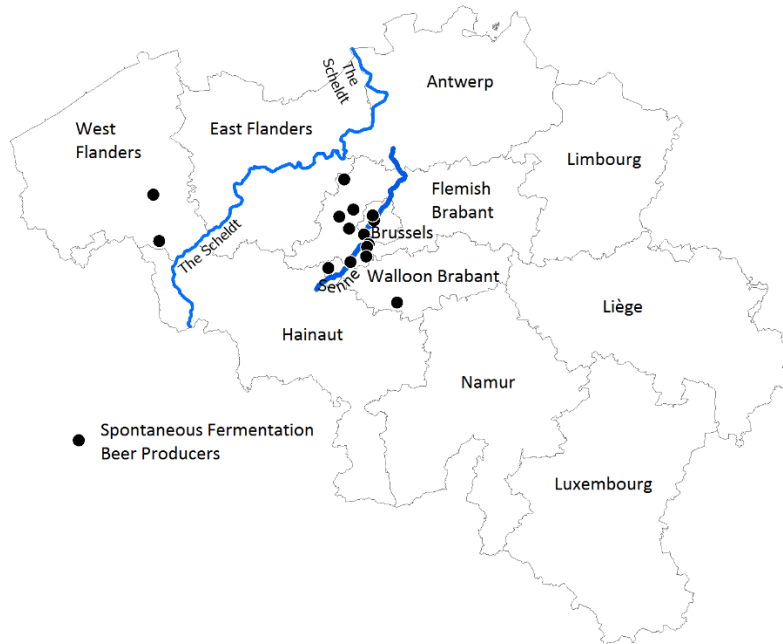 The
Scheldt
Antwerp
West
Flanders
East Flanders
Limbourg
Flemish
Brabant
Brussels
The Scheldt
Senne
Walloon Brabant
Liège
Hainaut
Namur
Spontaneous Fermentation
Beer Producers
Luxembourg